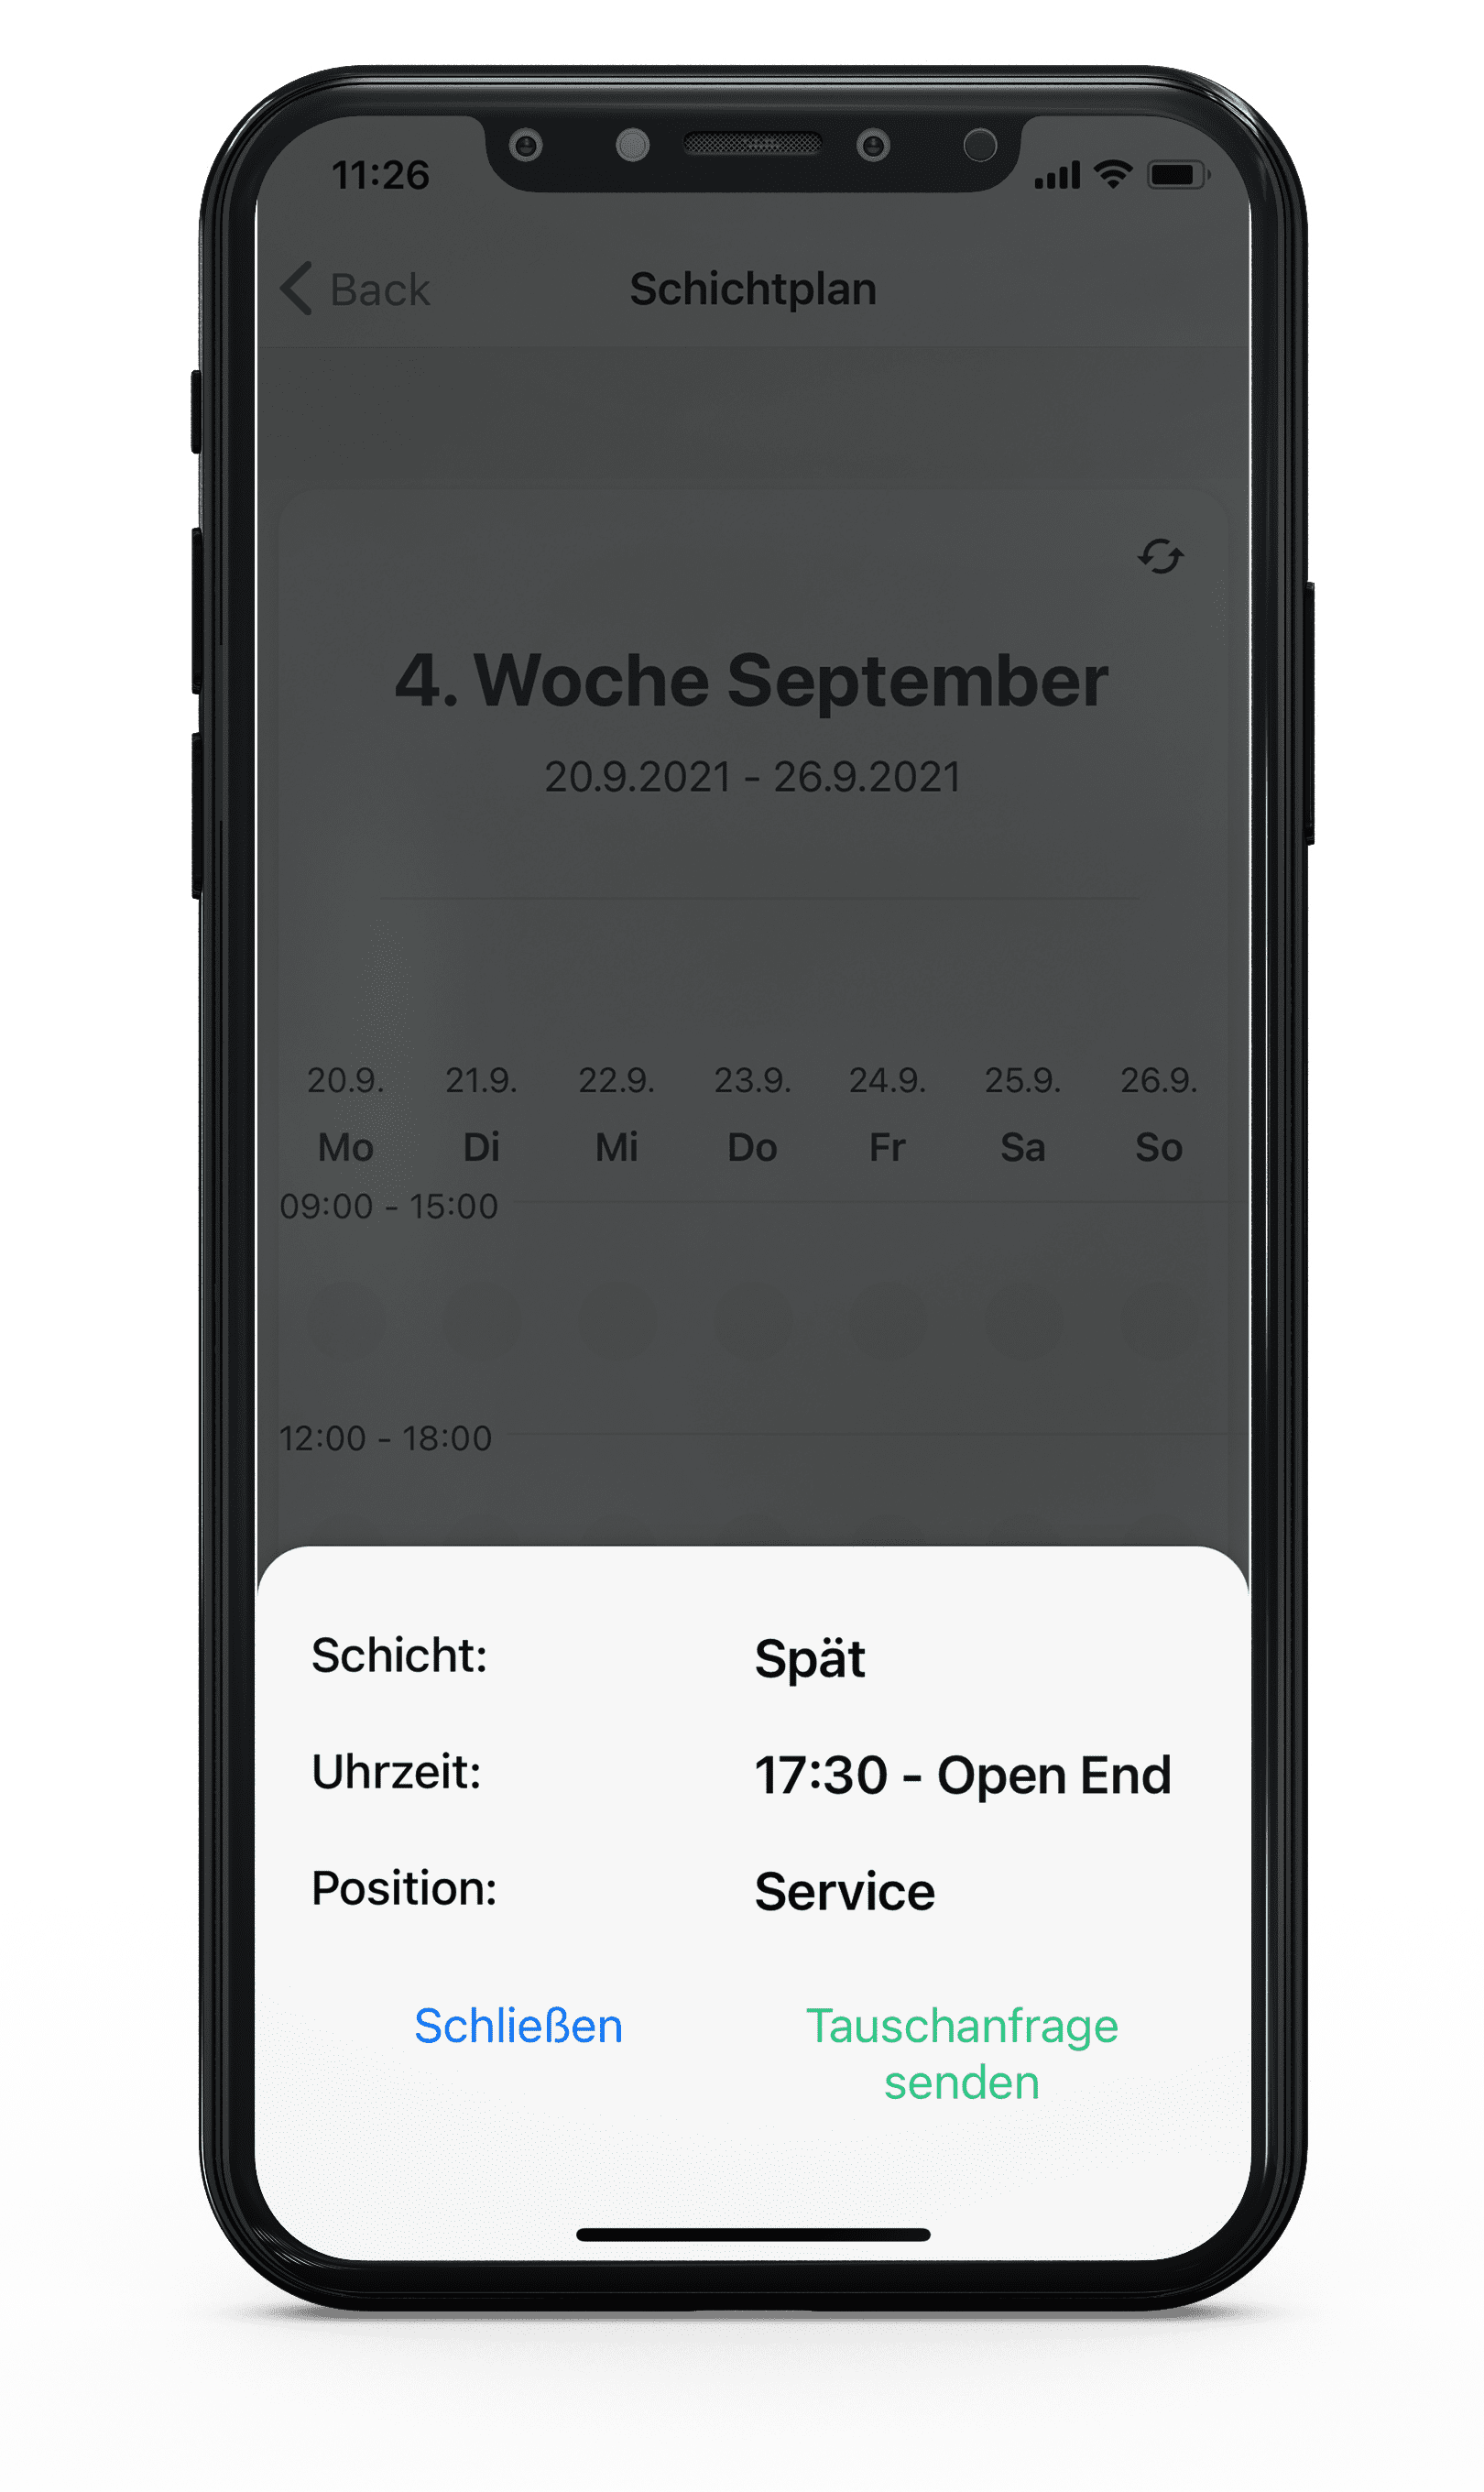 11:26
Back
Schichtplan
4. Woche September
20.9.2021 - 26.9.2021
20.9. 21.9. 22.9. 23.9. 24.9. 25.9. 26.9.
Mo Di Mi Do Fr Sa So
09:00 - 15:00
12:00 - 18:00
Schicht: Spät
Uhrzeit: 17:30 - Open End
Position: Service
Schließen
Tauschanfrage
senden